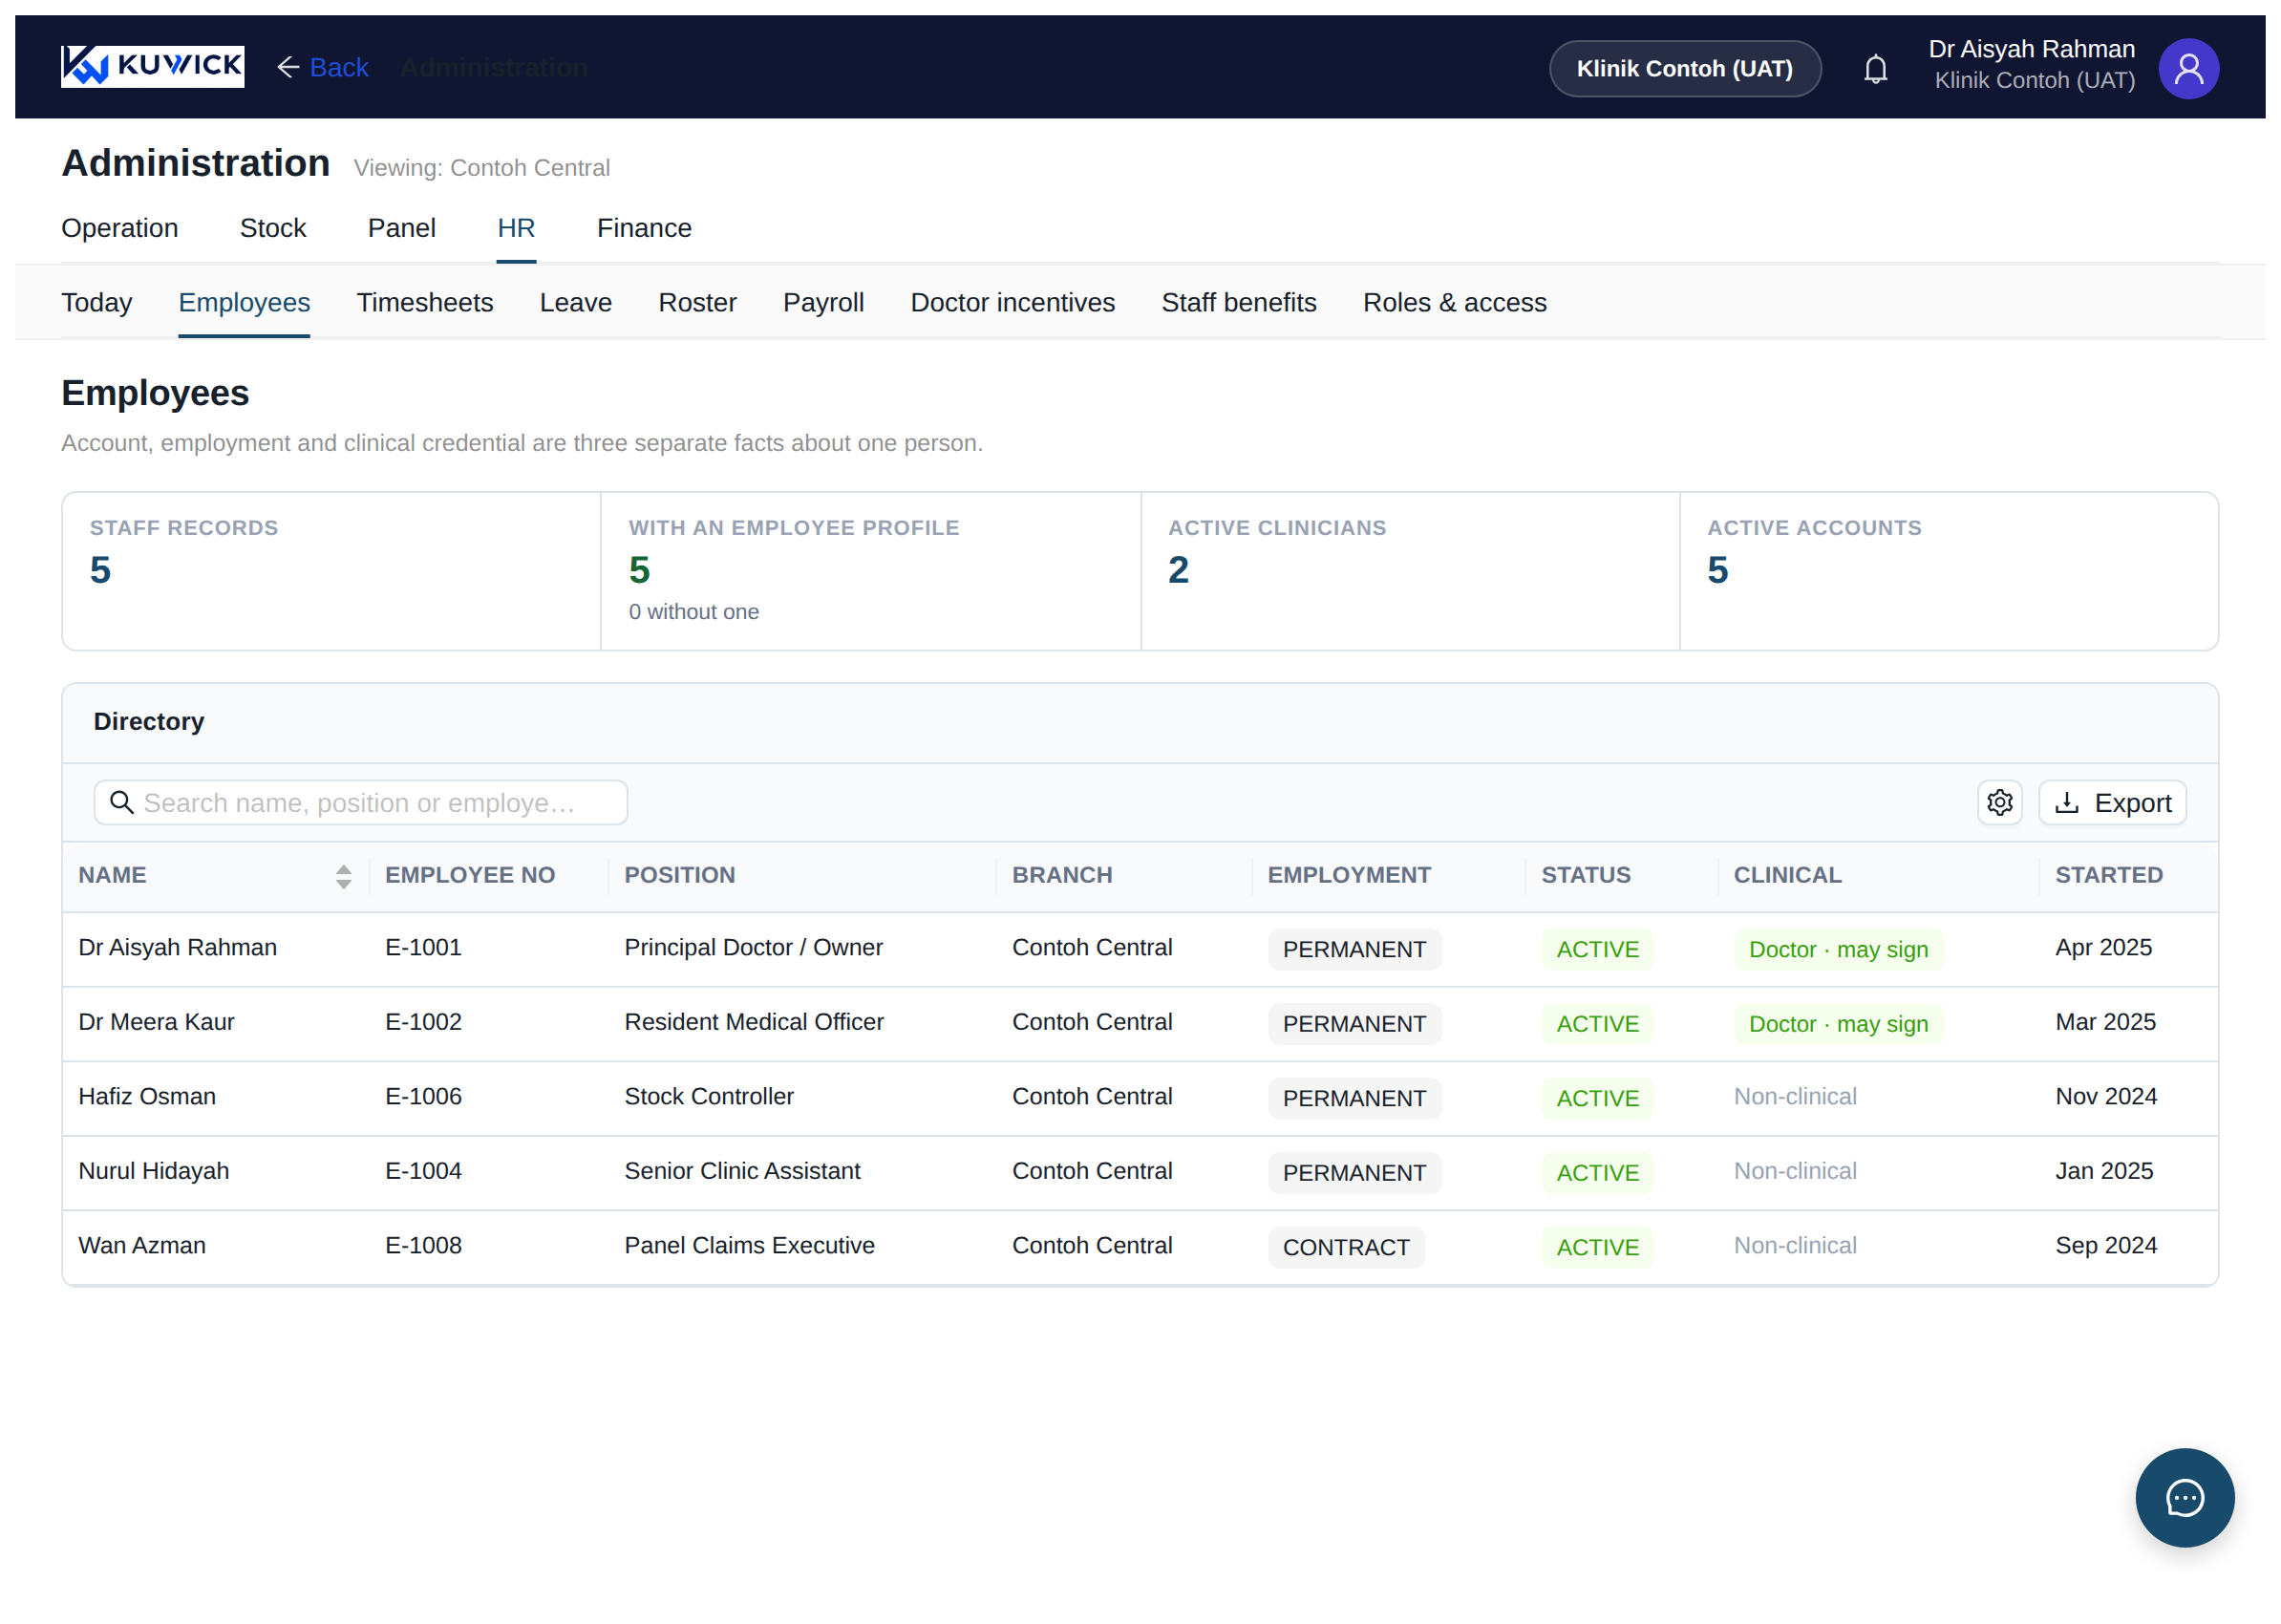 KUWICK
Back Administration
Klinik Contoh (UAT)
Dr Aisyah Rahman
Klinik Contoh (UAT)
Administration Viewing: Contoh Central
Operation Stock Panel HR Finance
Today Employees Timesheets Leave Roster Payroll Doctor incentives Staff benefits Roles & access
Employees
Account, employment and clinical credential are three separate facts about one person.
STAFF RECORDS
5
WITH AN EMPLOYEE PROFILE
5
0 without one
ACTIVE CLINICIANS
2
ACTIVE ACCOUNTS
5
Directory
Search name, position or employe…
Export
NAME EMPLOYEE NO POSITION BRANCH EMPLOYMENT STATUS CLINICAL STARTED
Dr Aisyah Rahman E-1001 Principal Doctor / Owner Contoh Central PERMANENT ACTIVE Doctor · may sign Apr 2025
Dr Meera Kaur E-1002 Resident Medical Officer Contoh Central PERMANENT ACTIVE Doctor · may sign Mar 2025
Hafiz Osman E-1006 Stock Controller Contoh Central PERMANENT ACTIVE Non-clinical Nov 2024
Nurul Hidayah E-1004 Senior Clinic Assistant Contoh Central PERMANENT ACTIVE Non-clinical Jan 2025
Wan Azman E-1008 Panel Claims Executive Contoh Central CONTRACT ACTIVE Non-clinical Sep 2024